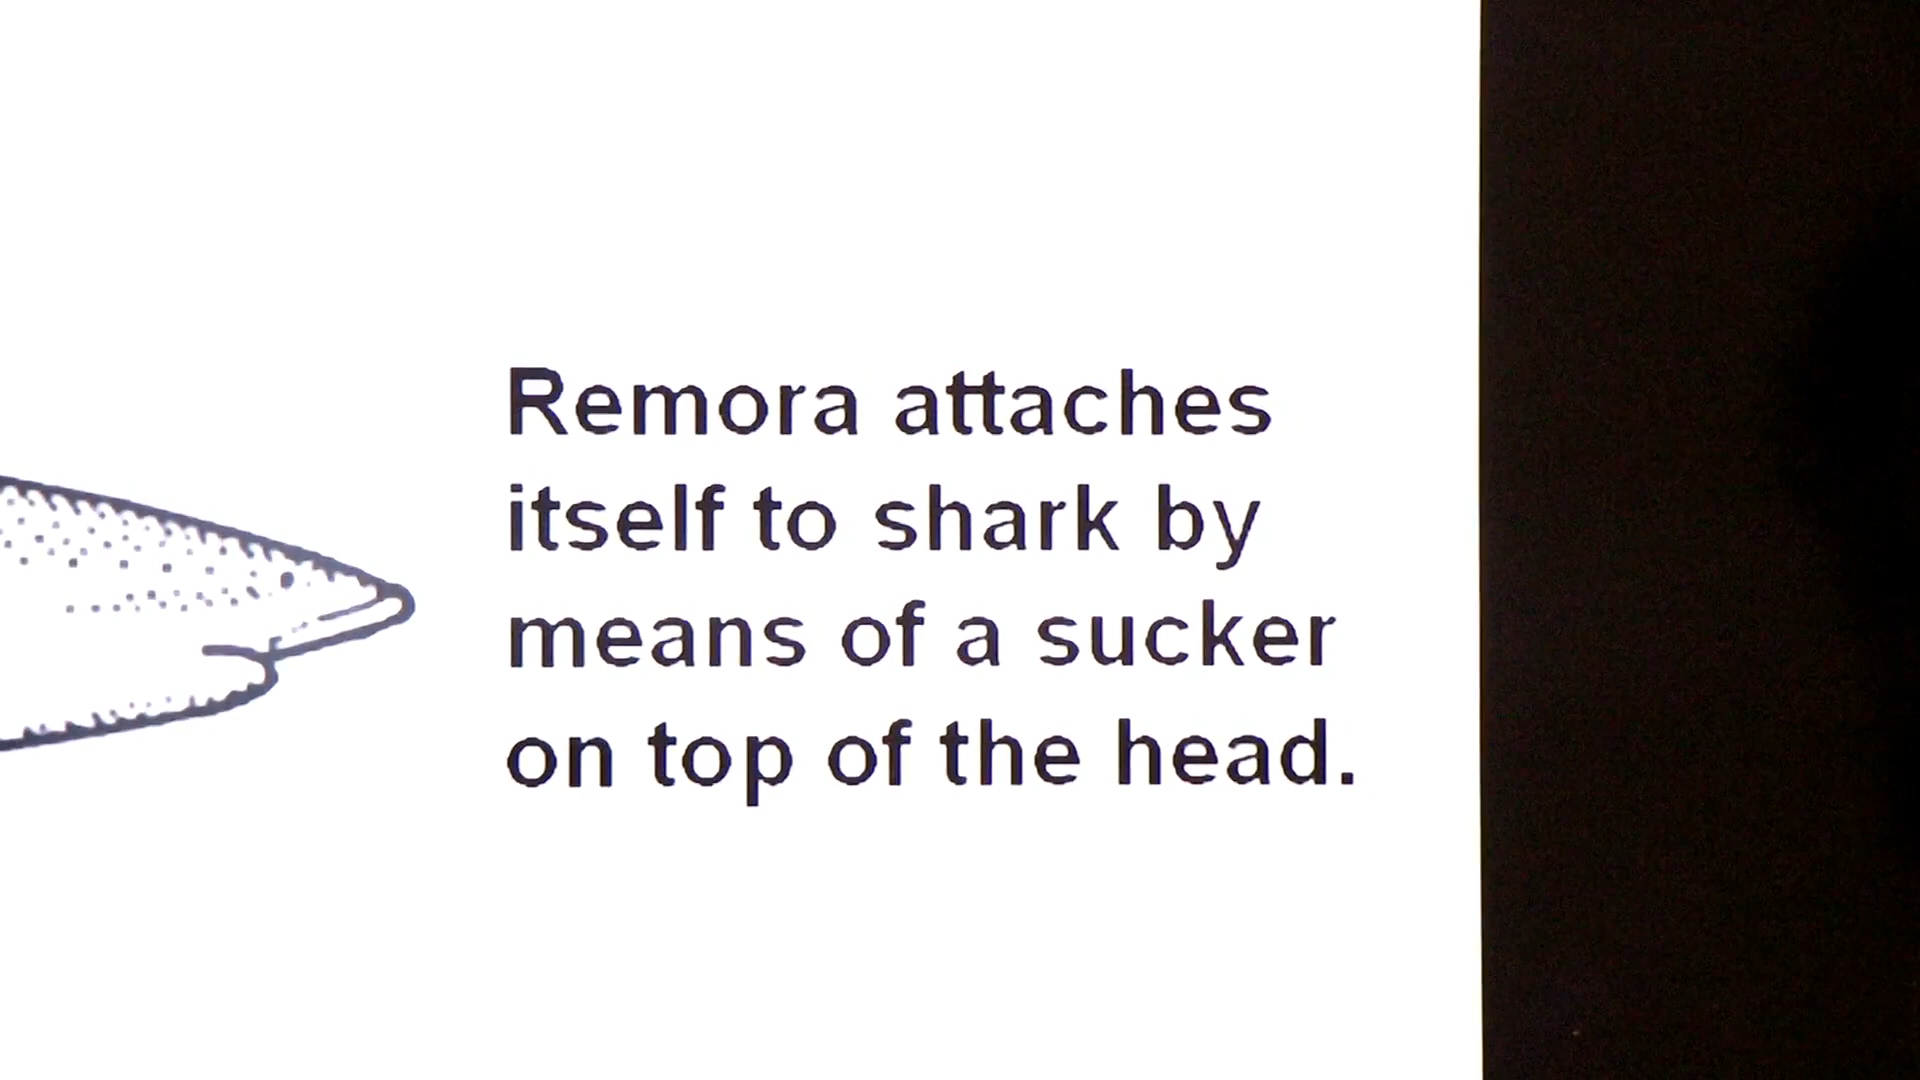 Remora attaches
itself to shark by
means of a sucker
on top of the head.